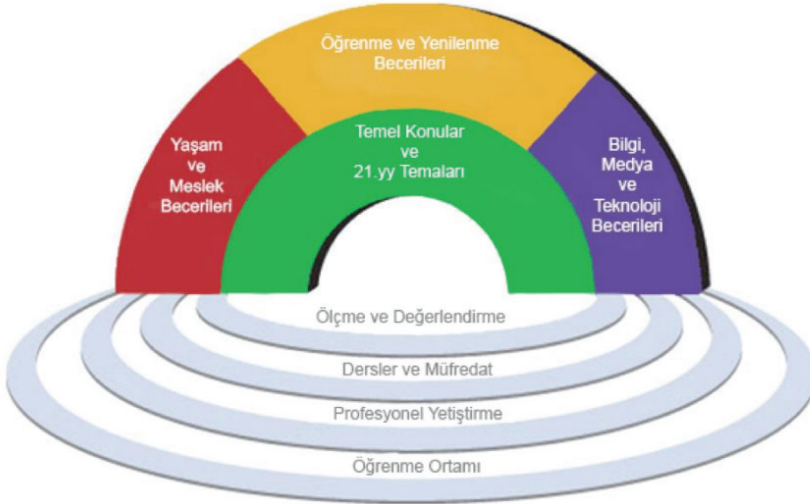 Öğrenme ve Yenilenme
Becerileri
Yaşam
ve
Meslek
Becerileri
Temel Konular
ve
21.yy Temaları
Bilgi,
Medya
ve
Teknoloji
Becerileri
Ölçme ve Değerlendirme
Dersler ve Müfredat
Profesyonel Yetiştirme
Öğrenme Ortamı